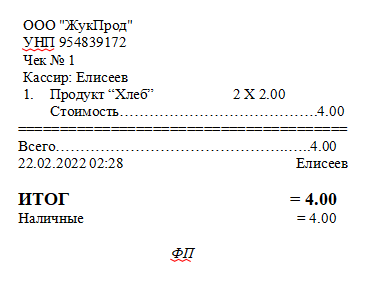 ООО "ЖукПрод"
УНП 954839172
Чек № 1
Кассир: Елисеев
1. Продукт “Хлеб” 2 X 2.00
Стоимость……………………………………4.00
========================================
Всего……………………………………………..4.00
22.02.2022 02:28 Елисеев
ИТОГ = 4.00
Наличные = 4.00
ФП